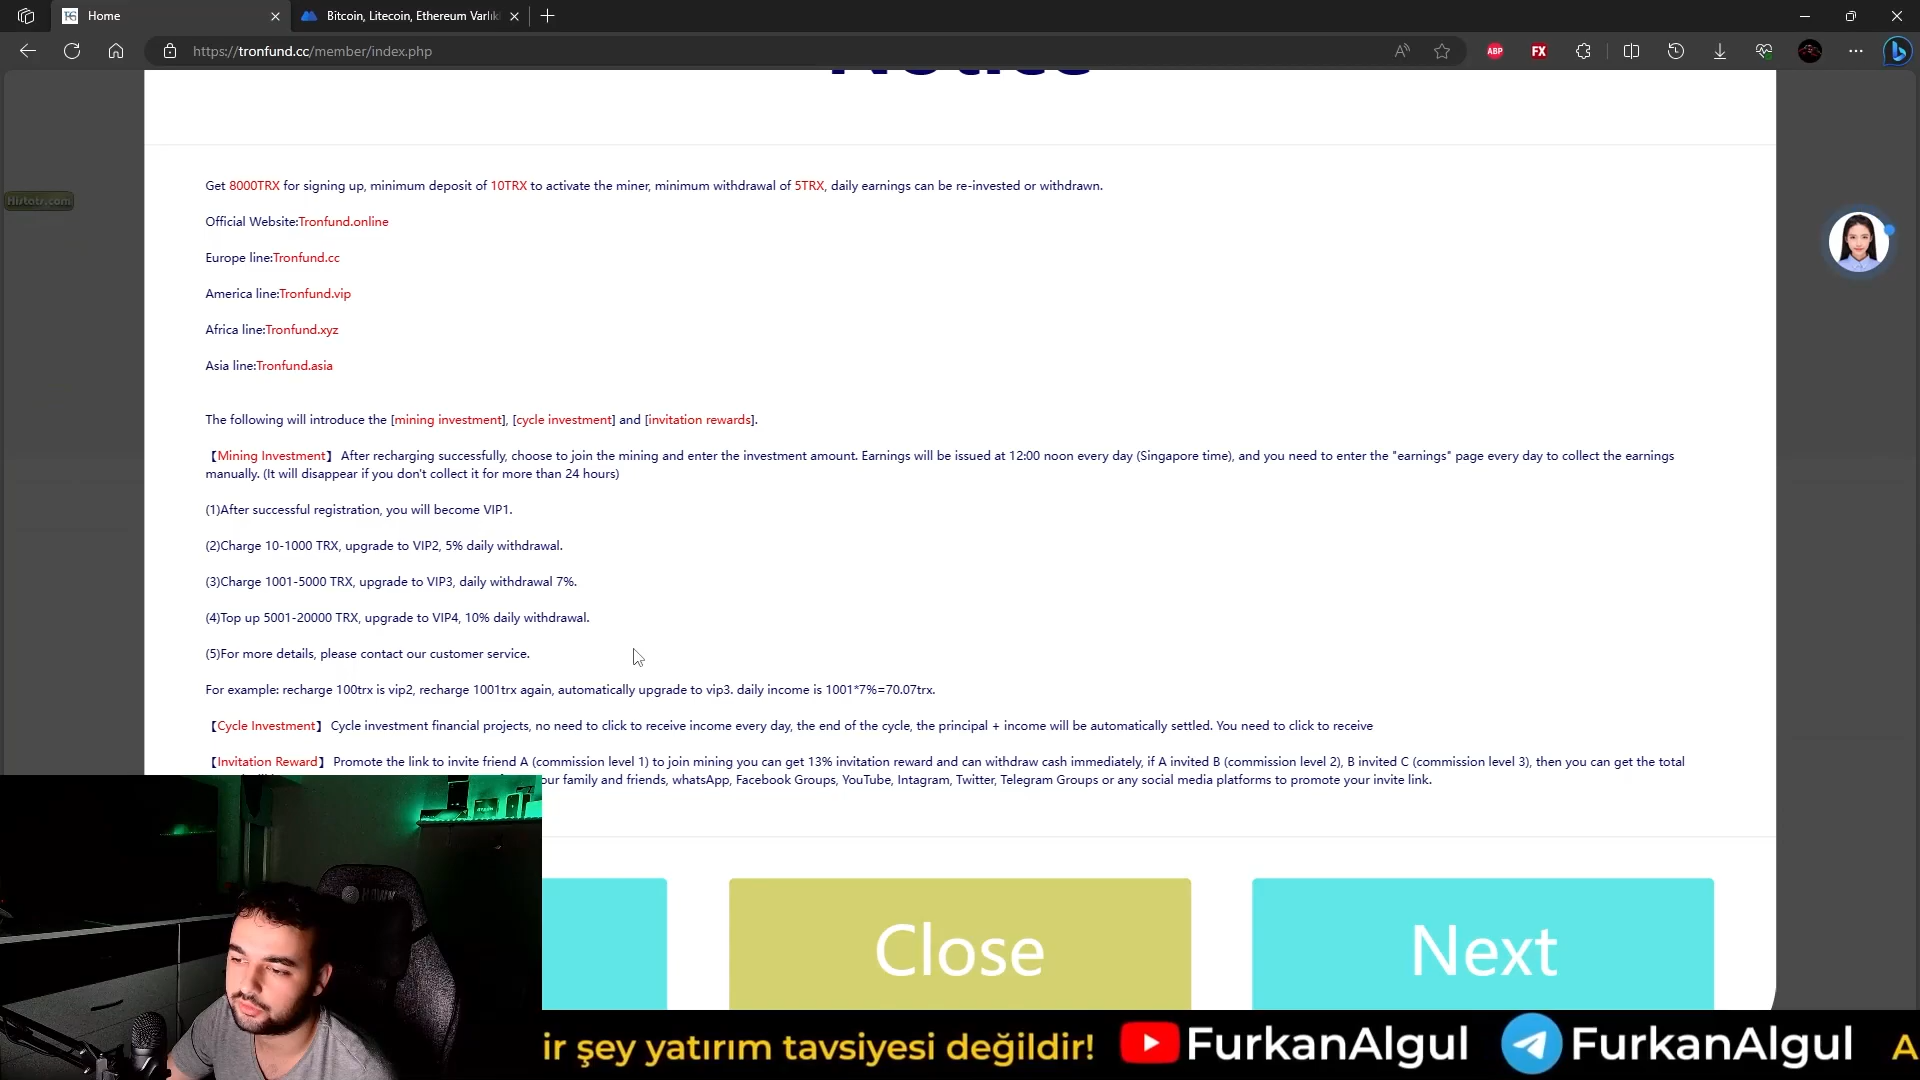 Home
Bitcoin, Litecoin, Ethereum Varlık
https://tronfund.cc/member/index.php
ABP
FX
Notice
Histats.com
Get 8000TRX for signing up, minimum deposit of 10TRX to activate the miner, minimum withdrawal of 5TRX, daily earnings can be re-invested or withdrawn.
Official Website:Tronfund.online
Europe line:Tronfund.cc
America line:Tronfund.vip
Africa line:Tronfund.xyz
Asia line:Tronfund.asia
The following will introduce the [mining investment], [cycle investment] and [invitation rewards].
【Mining Investment】 After recharging successfully, choose to join the mining and enter the investment amount. Earnings will be issued at 12:00 noon every day (Singapore time), and you need to enter the "earnings" page every day to collect the earnings
manually. (It will disappear if you don't collect it for more than 24 hours)
(1)After successful registration, you will become VIP1.
(2)Charge 10-1000 TRX, upgrade to VIP2, 5% daily withdrawal.
(3)Charge 1001-5000 TRX, upgrade to VIP3, daily withdrawal 7%.
(4)Top up 5001-20000 TRX, upgrade to VIP4, 10% daily withdrawal.
(5)For more details, please contact our customer service.
For example: recharge 100trx is vip2, recharge 1001trx again, automatically upgrade to vip3. daily income is 1001*7%=70.07trx.
【Cycle Investment】 Cycle investment financial projects, no need to click to receive income every day, the end of the cycle, the principal + income will be automatically settled. You need to click to receive
【Invitation Reward】 Promote the link to invite friend A (commission level 1) to join mining you can get 13% invitation reward and can withdraw cash immediately, if A invited B (commission level 2), B invited C (commission level 3), then you can get the total
our family and friends, whatsApp, Facebook Groups, YouTube, Intagram, Twitter, Telegram Groups or any social media platforms to promote your invite link.
Close
Next
ir şey yatırım tavsiyesi değildir!
FurkanAlgul
FurkanAlgul
A